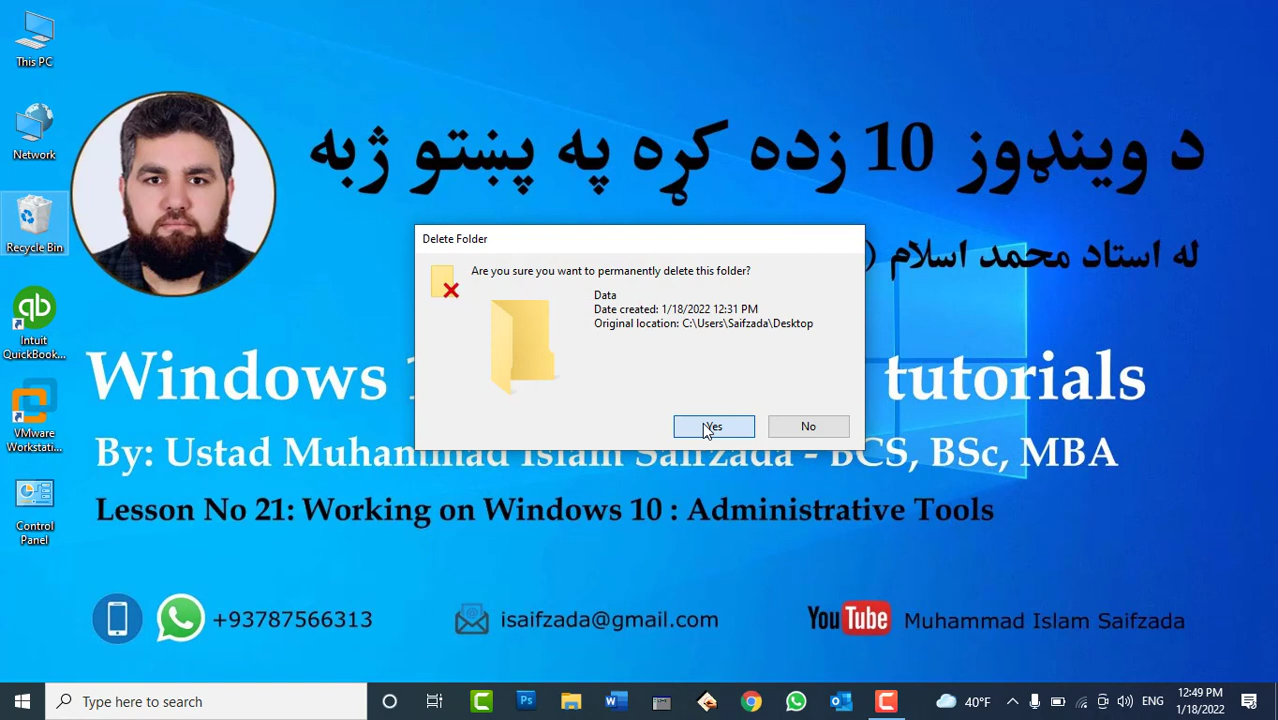 This PC
Network
Recycle Bin
Intuit
QuickBook...
VMware
Workstati...
Control
Panel
د وینډوز 10 زده کړه په پښتو ژبه
له استاد محمد اسلام (
Windows
tutorials
By: Ustad Muhammad Islam Saifzada - BCS, BSc, MBA
Lesson No 21: Working on Windows 10 : Administrative Tools
+93787566313
isaifzada@gmail.com
YouTube Muhammad Islam Saifzada
Delete Folder
Are you sure you want to permanently delete this folder?
Data
Date created: 1/18/2022 12:31 PM
Original location: C:\Users\Saifzada\Desktop
Yes
No
Type here to search
40°F
ENG
12:49 PM
1/18/2022